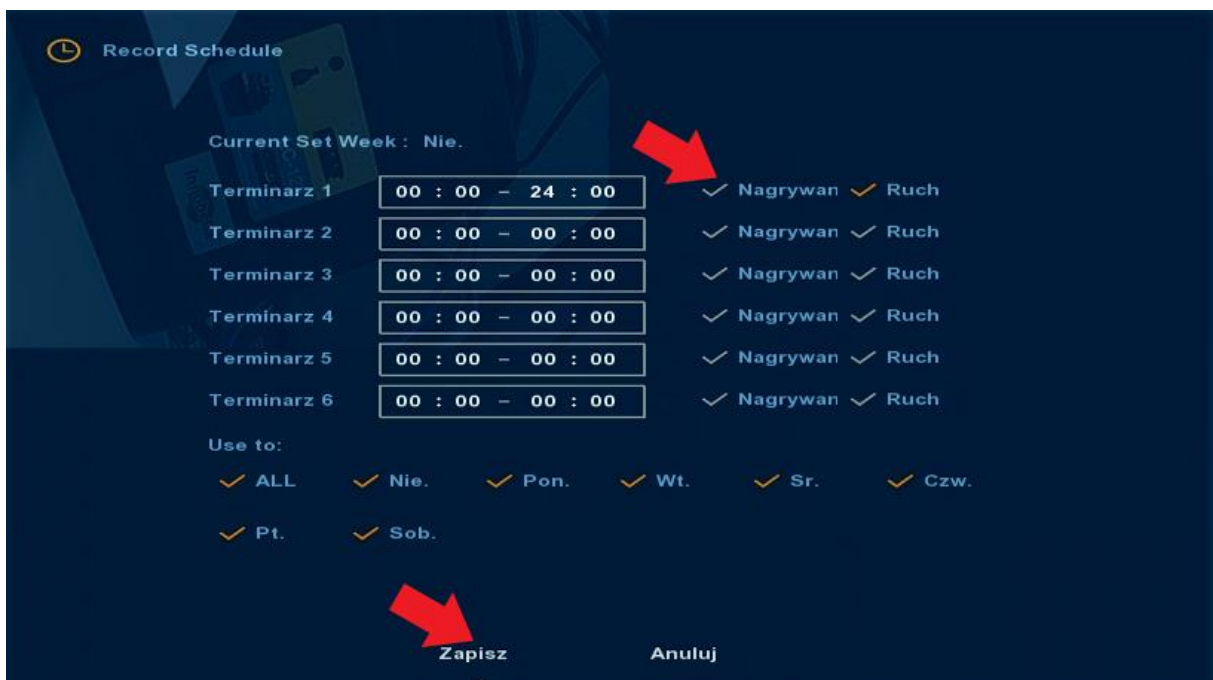 Record Schedule
Current Set Week : Nie.
Terminarz 1 00 : 00 – 24 : 00 Nagrywan Ruch
Terminarz 2 00 : 00 – 00 : 00 Nagrywan Ruch
Terminarz 3 00 : 00 – 00 : 00 Nagrywan Ruch
Terminarz 4 00 : 00 – 00 : 00 Nagrywan Ruch
Terminarz 5 00 : 00 – 00 : 00 Nagrywan Ruch
Terminarz 6 00 : 00 – 00 : 00 Nagrywan Ruch
Use to:
ALL Nie. Pon. Wt. Sr. Czw.
Pt. Sob.
Zapisz Anuluj